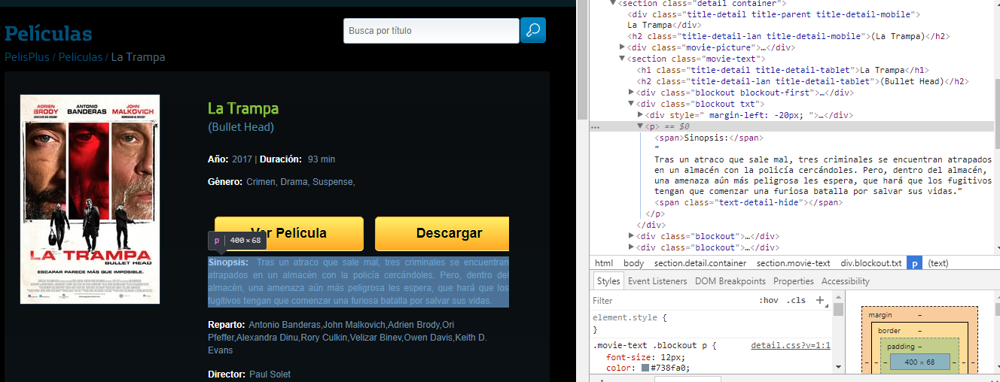 Películas
Busca por título
PelisPlus / Películas / La Trampa
ADRIEN BRODY
ANTONIO BANDERAS
JOHN MALKOVICH
LA TRAMPA
BULLET HEAD
ESCAPAR PARECE MÁS QUE IMPOSIBLE.
La Trampa
(Bullet Head)
Año: 2017 | Duración: 93 min
Género: Crimen, Drama, Suspense,
Ver Película
Descargar
p | 400 × 68
Sinopsis: Tras un atraco que sale mal, tres criminales se encuentran
atrapados en un almacén con la policía cercándoles. Pero, dentro del
almacén, una amenaza aún más peligrosa les espera, que hará que los
fugitivos tengan que comenzar una furiosa batalla por salvar sus vidas.
Reparto: Antonio Banderas,John Malkovich,Adrien Brody,Ori
Pfeffer,Alexandra Dinu,Rory Culkin,Velizar Binev,Owen Davis,Keith D.
Evans
Director: Paul Solet
<section class="detail container">
<div class="title-detail title-parent title-detail-mobile">
La Trampa</div>
<h2 class="title-detail-lan title-detail-mobile">(La Trampa)</h2>
<div class="movie-picture">…</div>
<section class="movie-text">
<h1 class="title-detail title-detail-tablet">La Trampa</h1>
<h2 class="title-detail-lan title-detail-tablet">(Bullet Head)</h2>
<div class="blockout blockout-first">…</div>
<div class="blockout txt">
<div style=" margin-left: -20px; ">…</div>
… <p> == $0
<span>Sinopsis:</span>
"
Tras un atraco que sale mal, tres criminales se encuentran atrapados
en un almacén con la policía cercándoles. Pero, dentro del almacén,
una amenaza aún más peligrosa les espera, que hará que los fugitivos
tengan que comenzar una furiosa batalla por salvar sus vidas."
<span class="text-detail-hide"></span>
</p>
</div>
<div class="blockout">…</div>
<div class="blockout">…</div>
html body section.detail.container section.movie-text div.blockout.txt p (text)
Styles Event Listeners DOM Breakpoints Properties Accessibility
Filter :hov .cls +
element.style {
}
.movie-text .blockout p { detail.css?v=1:1
font-size: 12px;
color: #738fa0;
margin –
border –
padding –
400 × 68